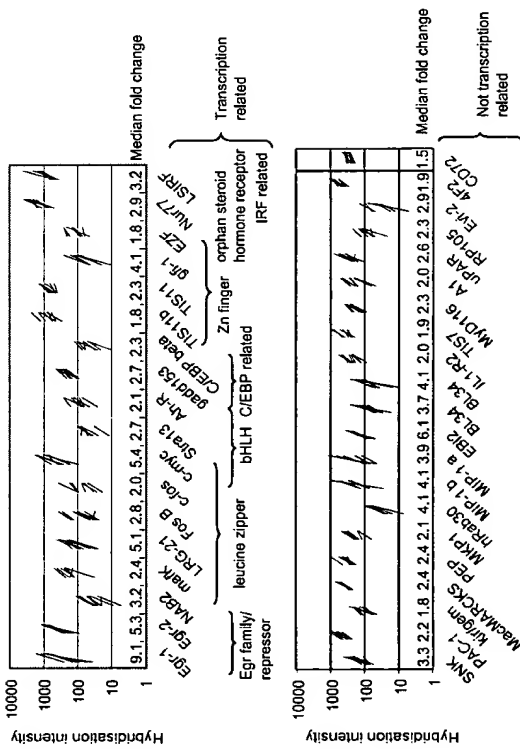 Hybridisation intensity
10000
1000
100
10
1
9.1 5.3 3.2 2.4 5.1 2.8 2.0 5.4 2.7 2.1 2.7 2.3 1.8 2.3 4.1 1.8 2.9 3.2 Median fold change
Egr-1 Egr-2 NAB2 mafK LRG-21 Fos B c-fos c-myc Stra13 Ah-R gadd153 C/EBP beta TIS11b TIS11 gfi-1 EZF Nur77 LSIRF
Egr family/
repressor
leucine zipper
bHLH
C/EBP related
Zn finger
orphan steroid
hormone receptor
IRF related
Transcription
related
Hybridisation intensity
10000
1000
100
10
1
3.3 2.2 1.8 2.4 2.4 2.1 4.1 4.1 3.9 6.1 3.7 4.1 2.0 1.9 2.3 2.0 2.6 2.3 2.9 1.9 1.5 Median fold change
SNK PAC-1 kir/gem MacMARCKS PEP MKP1 hRab30 MIP-1 b MIP-1 a EBI2 BL34 BL34 IL1-R2 TIS7 MyD116 A1 uPAR RP105 Evi-2 4F2 CD72
Not transcription
related